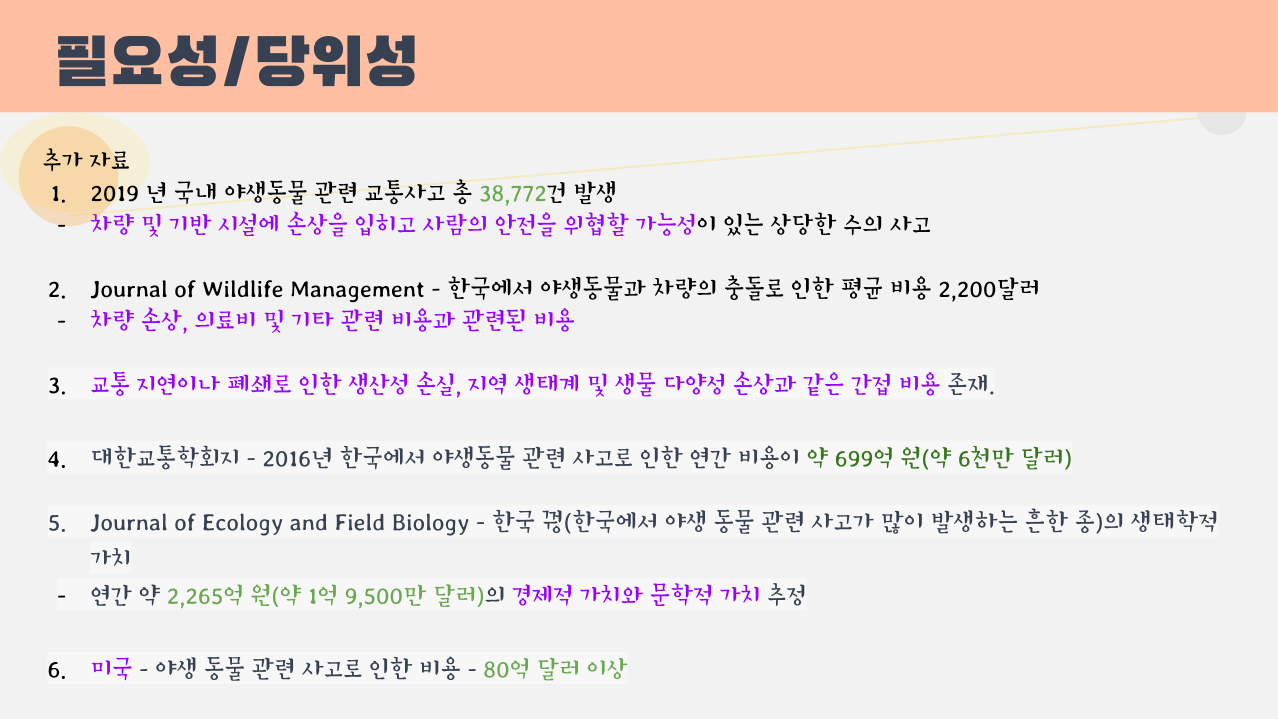 필요성/당위성
추가 자료
1. 2019 년 국내 야생동물 관련 교통사고 총 38,772건 발생
- 차량 및 기반 시설에 손상을 입히고 사람의 안전을 위협할 가능성이 있는 상당한 수의 사고
2. Journal of Wildlife Management - 한국에서 야생동물과 차량의 충돌로 인한 평균 비용 2,200달러
- 차량 손상, 의료비 및 기타 관련 비용과 관련된 비용
3. 교통 지연이나 폐쇄로 인한 생산성 손실, 지역 생태계 및 생물 다양성 손상과 같은 간접 비용 존재.
4. 대한교통학회지 - 2016년 한국에서 야생동물 관련 사고로 인한 연간 비용이 약 699억 원(약 6천만 달러)
5. Journal of Ecology and Field Biology - 한국 꿩(한국에서 야생 동물 관련 사고가 많이 발생하는 흔한 종)의 생태학적
가치
- 연간 약 2,265억 원(약 1억 9,500만 달러)의 경제적 가치와 문학적 가치 추정
6. 미국 - 야생 동물 관련 사고로 인한 비용 - 80억 달러 이상